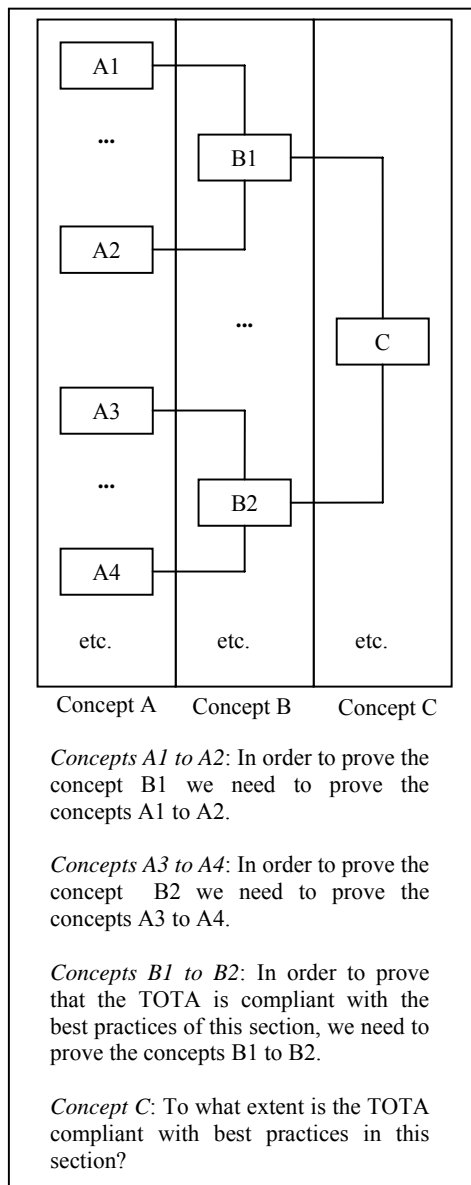 A1
...
B1
A2
...
C
A3
...
B2
A4
etc. etc. etc.
Concept A Concept B Concept C
Concepts A1 to A2: In order to prove the
concept B1 we need to prove the
concepts A1 to A2.
Concepts A3 to A4: In order to prove the
concept B2 we need to prove the
concepts A3 to A4.
Concepts B1 to B2: In order to prove
that the TOTA is compliant with the
best practices of this section, we need to
prove the concepts B1 to B2.
Concept C: To what extent is the TOTA
compliant with best practices in this
section?